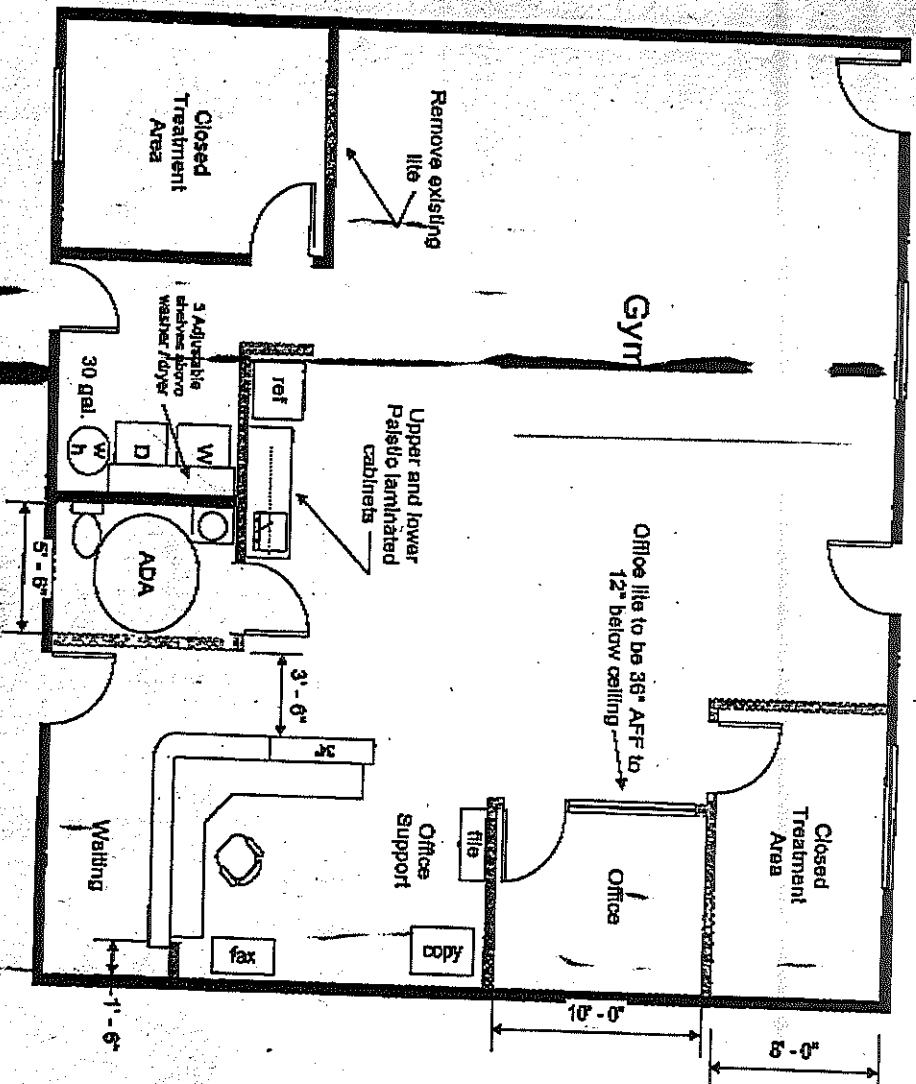 Closed
Treatment
Area
Remove existing
lite
Gym
5 Adjustable
shelves above
washer / dryer
30 gal.
w
h
D
W
ref
Upper and lower
Palstic laminated
cabinets
ADA
5' - 6"
3' - 6"
Office lite to be 36" AFF to
12" below ceiling
Closed
Treatment
Area
Office
file
Office
Support
34"
Waiting
fax
copy
1' - 6"
10' - 0"
8' - 0"